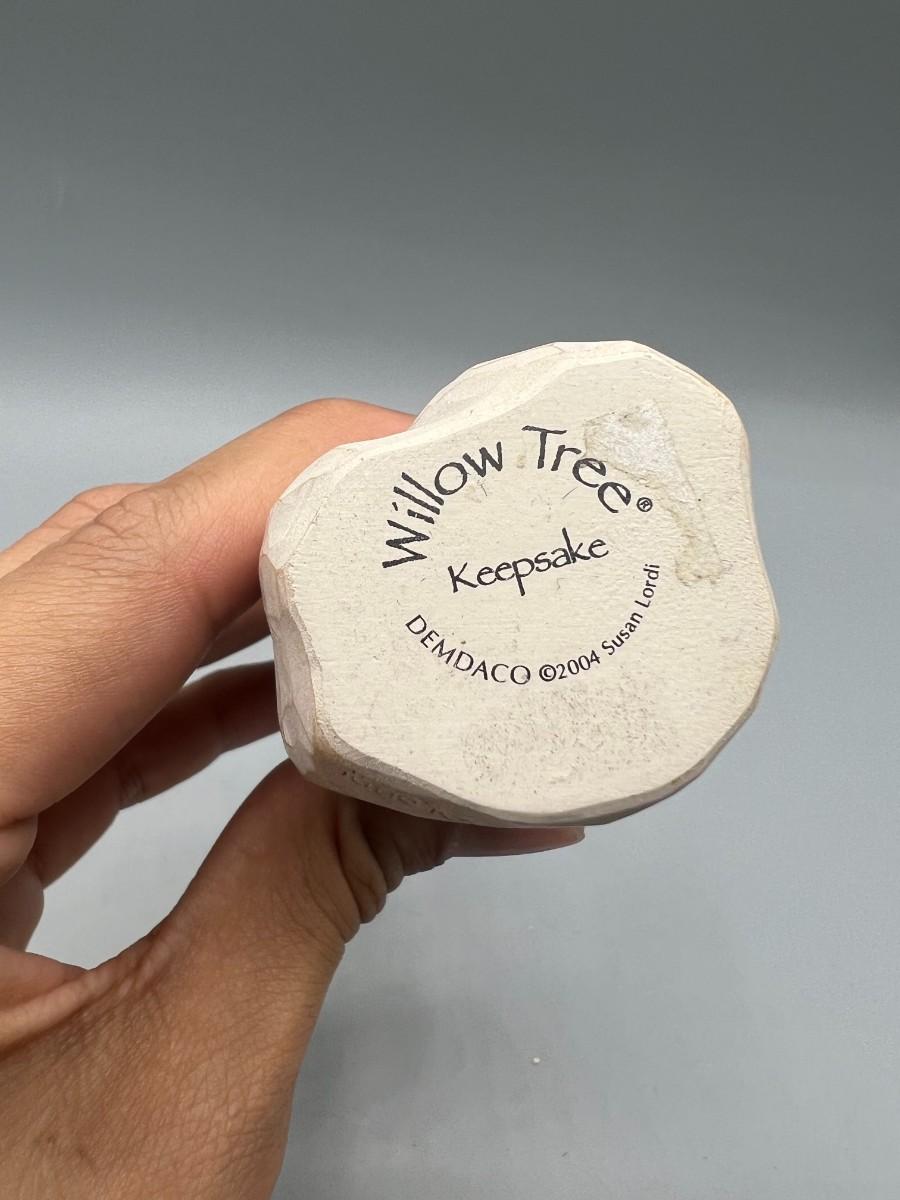 Willow Tree®
Keepsake
DEMDACO ©2004 Susan Lordi